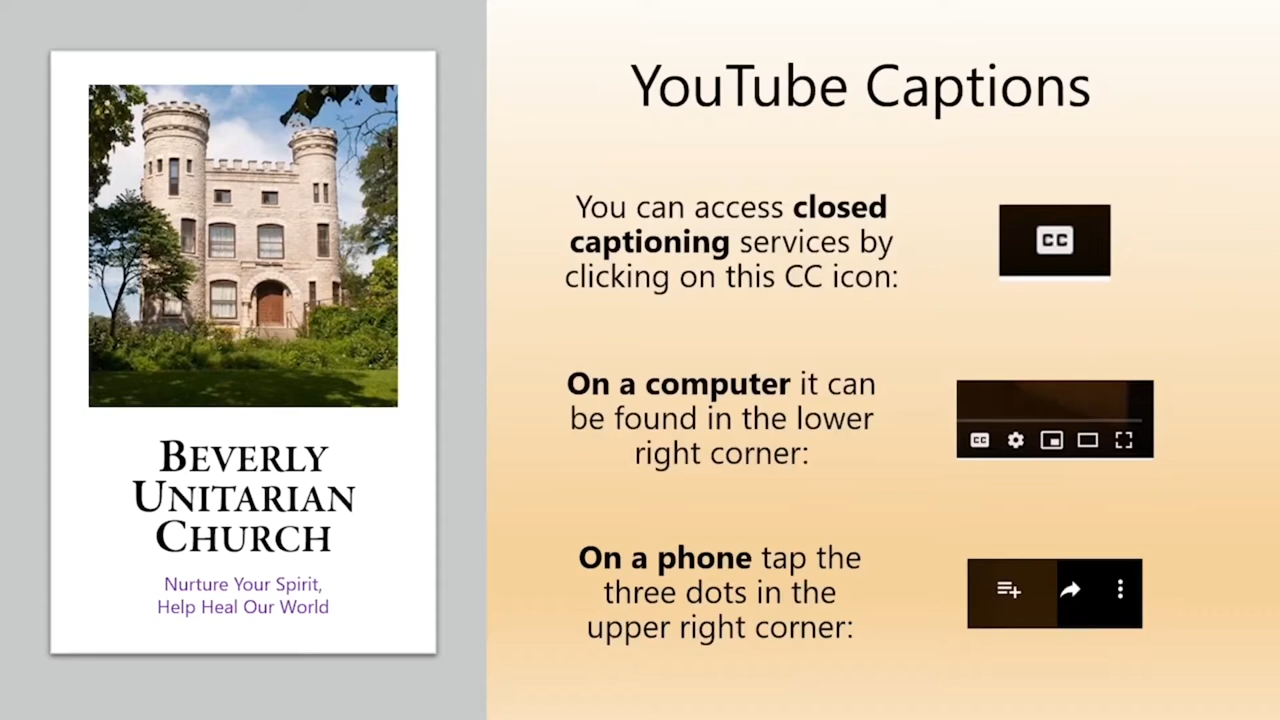 BEVERLY
UNITARIAN
CHURCH
Nurture Your Spirit,
Help Heal Our World
YouTube Captions
You can access closed
captioning services by
clicking on this CC icon:
CC
On a computer it can
be found in the lower
right corner:
CC
On a phone tap the
three dots in the
upper right corner: